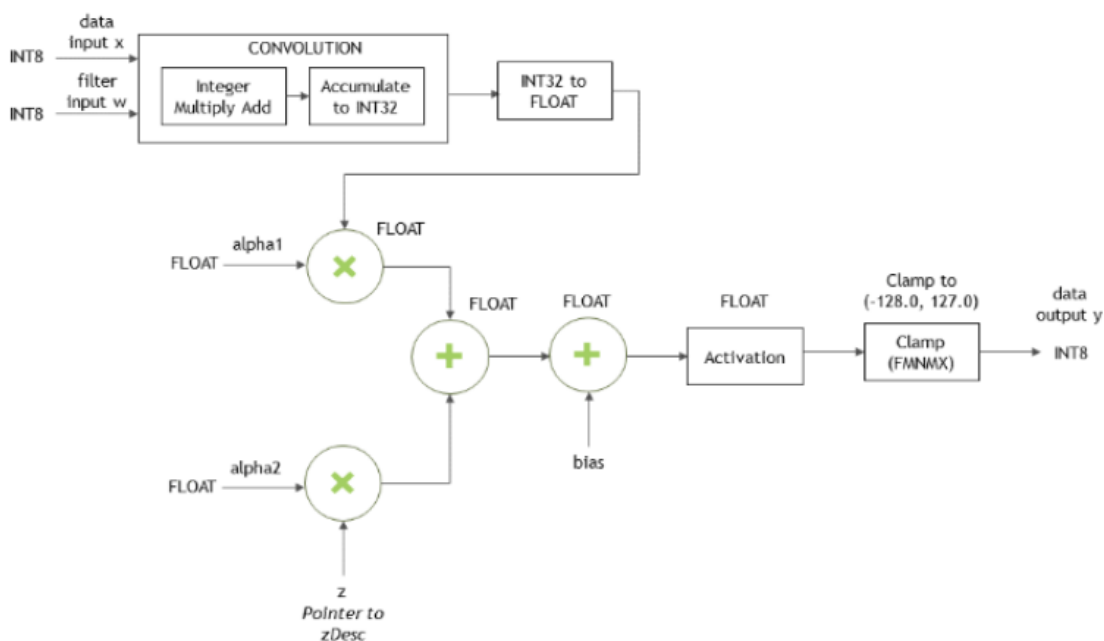 data
input x
INT8
filter
input w
INT8
CONVOLUTION
Integer
Multiply Add
Accumulate
to INT32
INT32 to
FLOAT
alpha1
FLOAT
FLOAT
FLOAT
FLOAT
FLOAT
Activation
Clamp to
(-128.0, 127.0)
Clamp
(FMNMX)
data
output y
INT8
bias
alpha2
FLOAT
z
Pointer to
zDesc